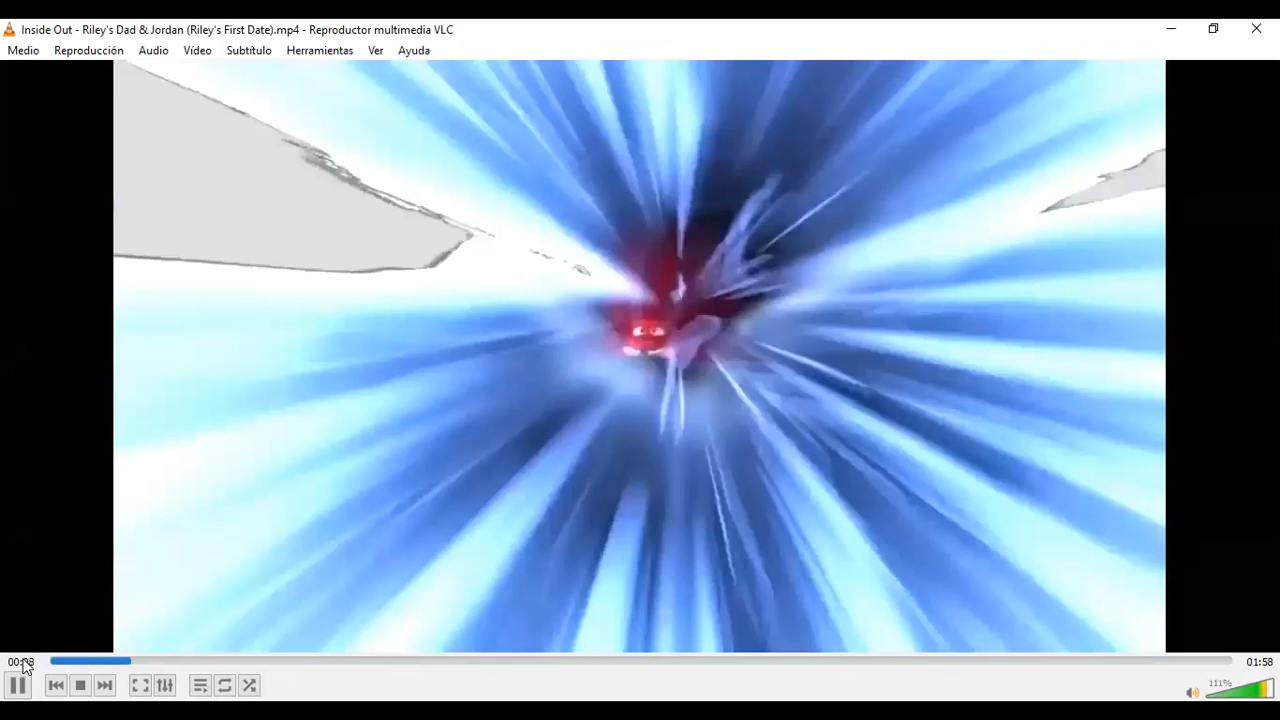 Inside Out - Riley's Dad & Jordan (Riley's First Date).mp4 - Reproductor multimedia VLC
Medio Reproducción Audio Vídeo Subtítulo Herramientas Ver Ayuda
01:58
111%